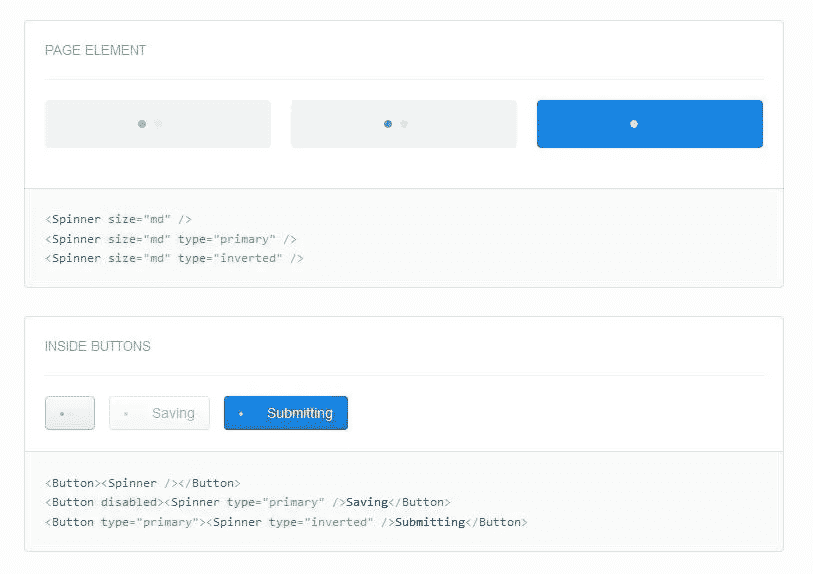 PAGE ELEMENT
<Spinner size="md" />
<Spinner size="md" type="primary" />
<Spinner size="md" type="inverted" />
INSIDE BUTTONS
Saving
Submitting
<Button><Spinner /></Button>
<Button disabled><Spinner type="primary" />Saving</Button>
<Button type="primary"><Spinner type="inverted" />Submitting</Button>